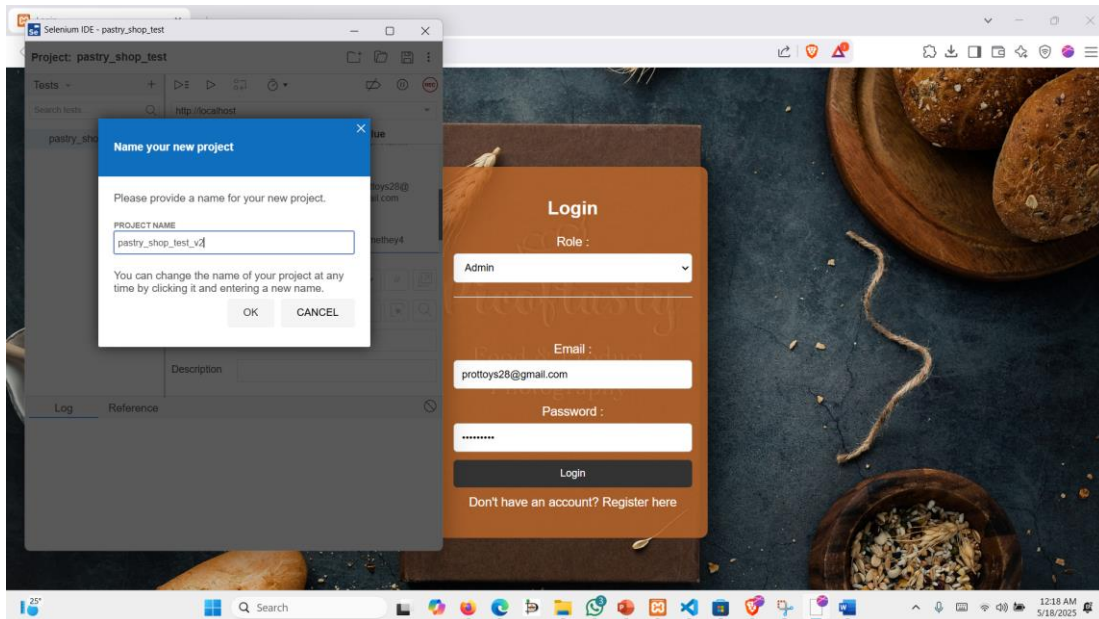 Selenium IDE - pastry_shop_test
Project: pastry_shop_test
Tests
Search tests...
http://localhost
pastry_sho
lue
Name your new project
Please provide a name for your new project.
PROJECT NAME
pastry_shop_test_v2
You can change the name of your project at any
time by clicking it and entering a new name.
OK CANCEL
Description
Log Reference
REC
Login
Role :
Admin
Email :
prottoys28@gmail.com
Password :
Login
Don't have an account? Register here
25°
Search
12:18 AM
5/18/2025